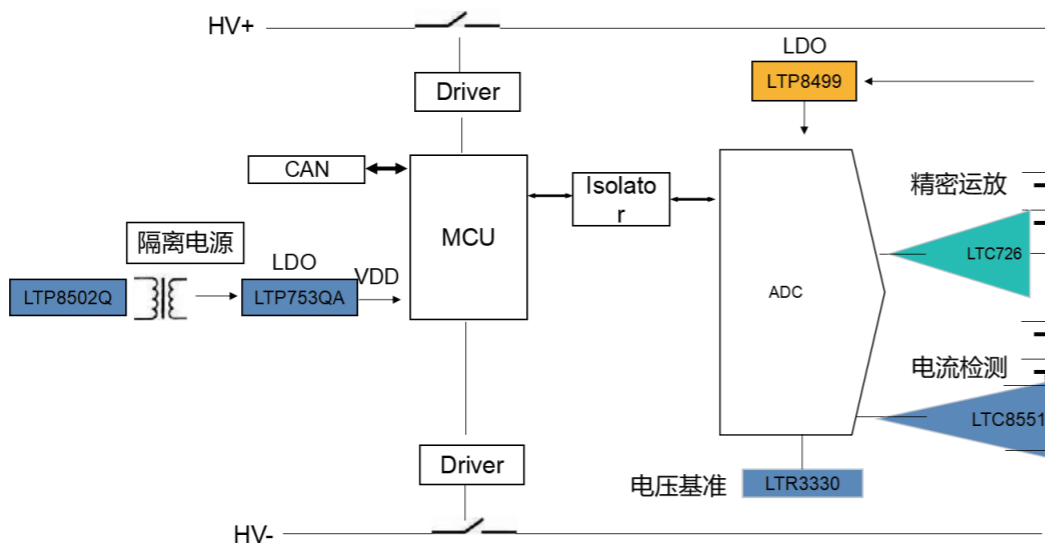 HV+
LDO
LTP8499
Driver
CAN
Isolato
r
精密运放
MCU
隔离电源
LDO
VDD
LTC726
LTP8502Q
LTP753QA
ADC
电流检测
LTC8551
Driver
电压基准
LTR3330
HV-